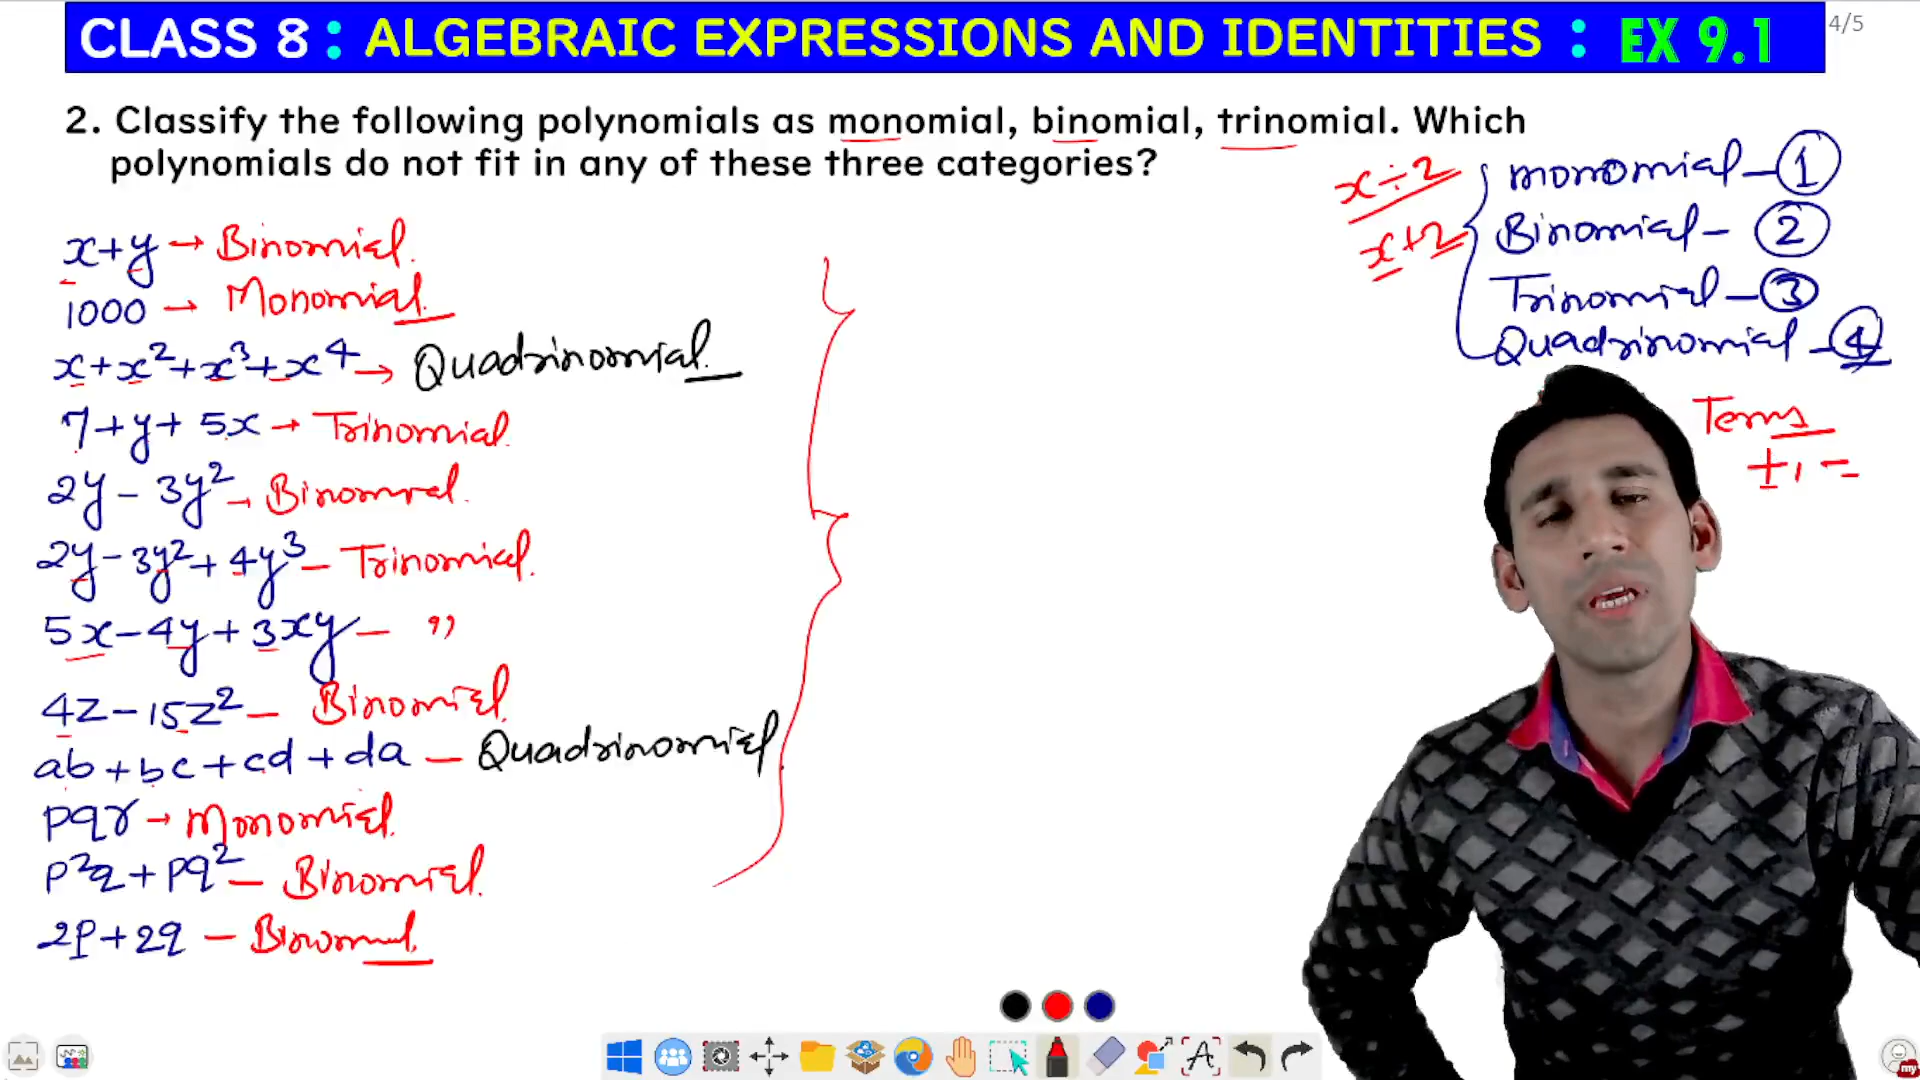 CLASS 8 : ALGEBRAIC EXPRESSIONS AND IDENTITIES : EX 9.1
4/5
2. Classify the following polynomials as monomial, binomial, trinomial. Which
polynomials do not fit in any of these three categories?
x÷2
x+2
monomial – 1
Binomial – 2
Trinomial – 3
Quadrinomial – 4
Terms
+, –
x+y → Binomial.
1000 → Monomial.
x+x²+x³+x⁴ → Quadrinomial.
7+y+5x → Trinomial.
2y – 3y² → Binomial.
2y – 3y² + 4y³ – Trinomial.
5x – 4y + 3xy – "
4z – 15z² – Binomial.
ab + bc + cd + da – Quadrinomial.
pqr → Monomial.
p²q + pq² – Binomial.
2p + 2q – Binomial.
my